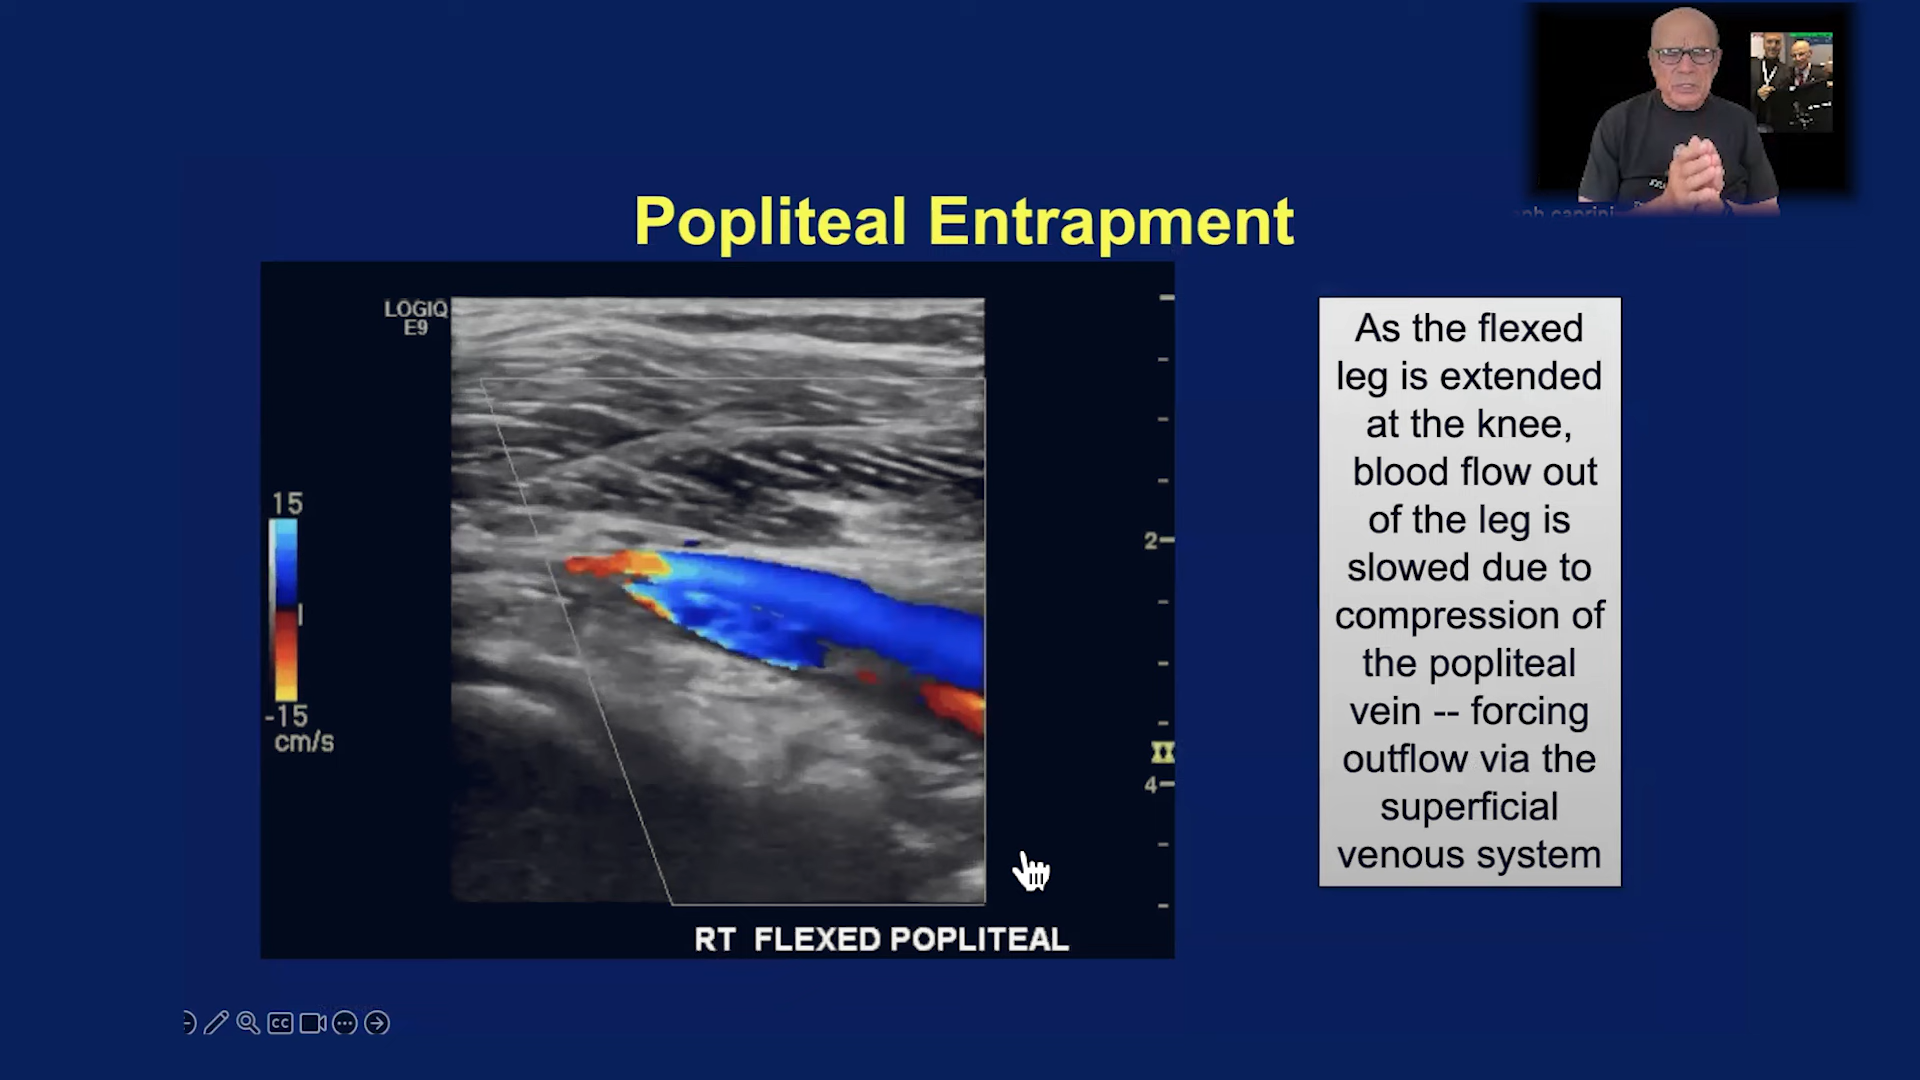 caprini
Popliteal Entrapment
LOGIQ
E9
15
-15
cm/s
2
4
RT FLEXED POPLITEAL
As the flexed
leg is extended
at the knee,
blood flow out
of the leg is
slowed due to
compression of
the popliteal
vein -- forcing
outflow via the
superficial
venous system
CC